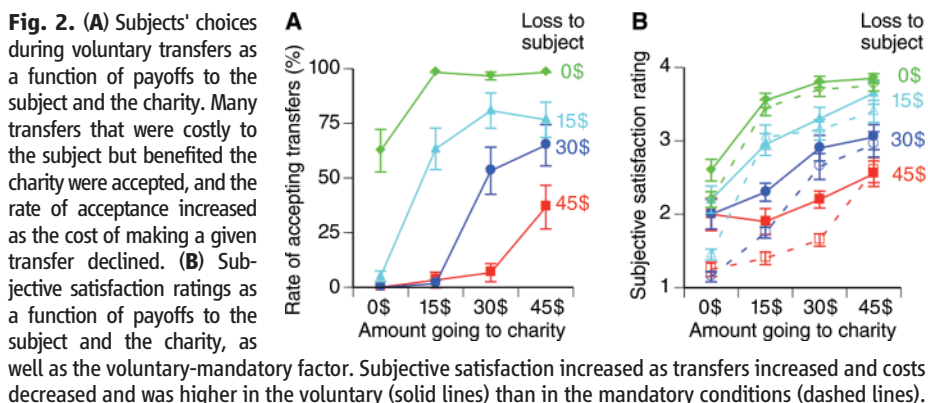 Fig. 2. (A) Subjects' choices
during voluntary transfers as
a function of payoffs to the
subject and the charity. Many
transfers that were costly to
the subject but benefited the
charity were accepted, and the
rate of acceptance increased
as the cost of making a given
transfer declined. (B) Sub-
jective satisfaction ratings as
a function of payoffs to the
subject and the charity, as
well as the voluntary-mandatory factor. Subjective satisfaction increased as transfers increased and costs
decreased and was higher in the voluntary (solid lines) than in the mandatory conditions (dashed lines).
A
Loss to
subject
Rate of accepting transfers (%)
100
75
50
25
0
0$
15$
30$
45$
0$ 15$ 30$ 45$
Amount going to charity
B
Loss to
subject
Subjective satisfaction rating
4
3
2
1
0$
15$
30$
45$
0$ 15$ 30$ 45$
Amount going to charity